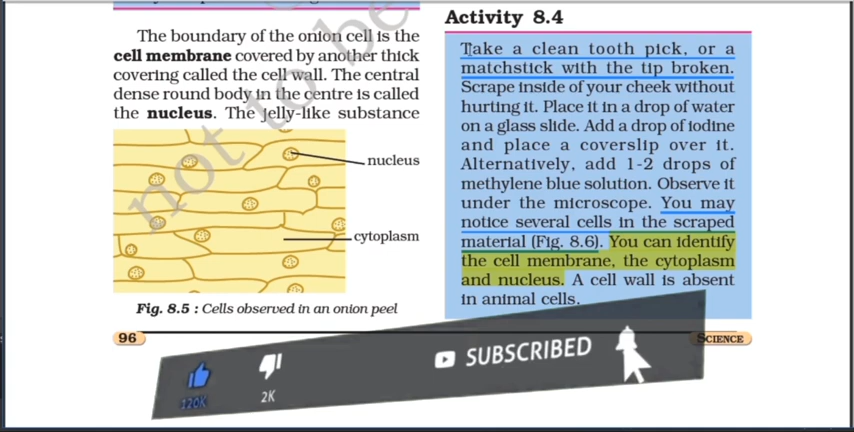 The boundary of the onion cell is the
cell membrane covered by another thick
covering called the cell wall. The central
dense round body in the centre is called
the nucleus. The jelly-like substance
nucleus
cytoplasm
Fig. 8.5 : Cells observed in an onion peel
96
Activity 8.4
Take a clean tooth pick, or a
matchstick with the tip broken.
Scrape inside of your cheek without
hurting it. Place it in a drop of water
on a glass slide. Add a drop of iodine
and place a coverslip over it.
Alternatively, add 1-2 drops of
methylene blue solution. Observe it
under the microscope. You may
notice several cells in the scraped
material (Fig. 8.6). You can identify
the cell membrane, the cytoplasm
and nucleus. A cell wall is absent
in animal cells.
SCIENCE
120K
2K
SUBSCRIBED
not to be